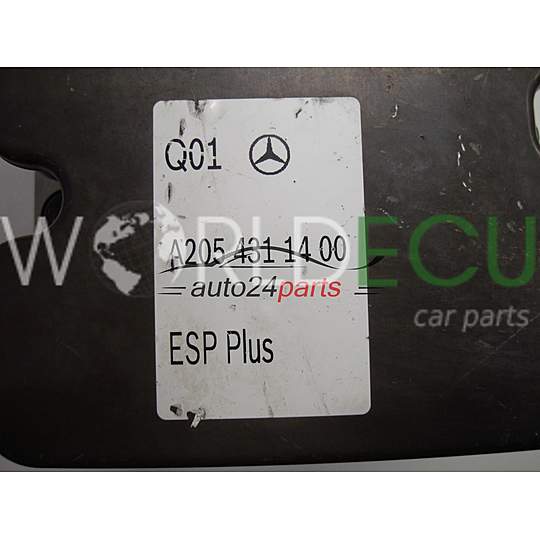 Q01
WORLDECU
A205 431 14 00
auto24parts
car parts
ESP Plus